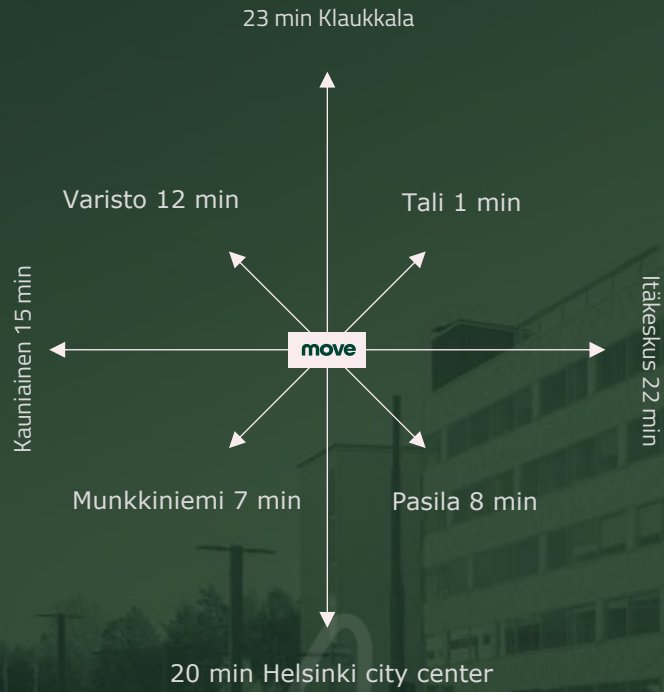 23 min Klaukkala
Varisto 12 min
Tali 1 min
Kauniainen 15 min
move
Itäkeskus 22 min
Munkkiniemi 7 min
Pasila 8 min
20 min Helsinki city center